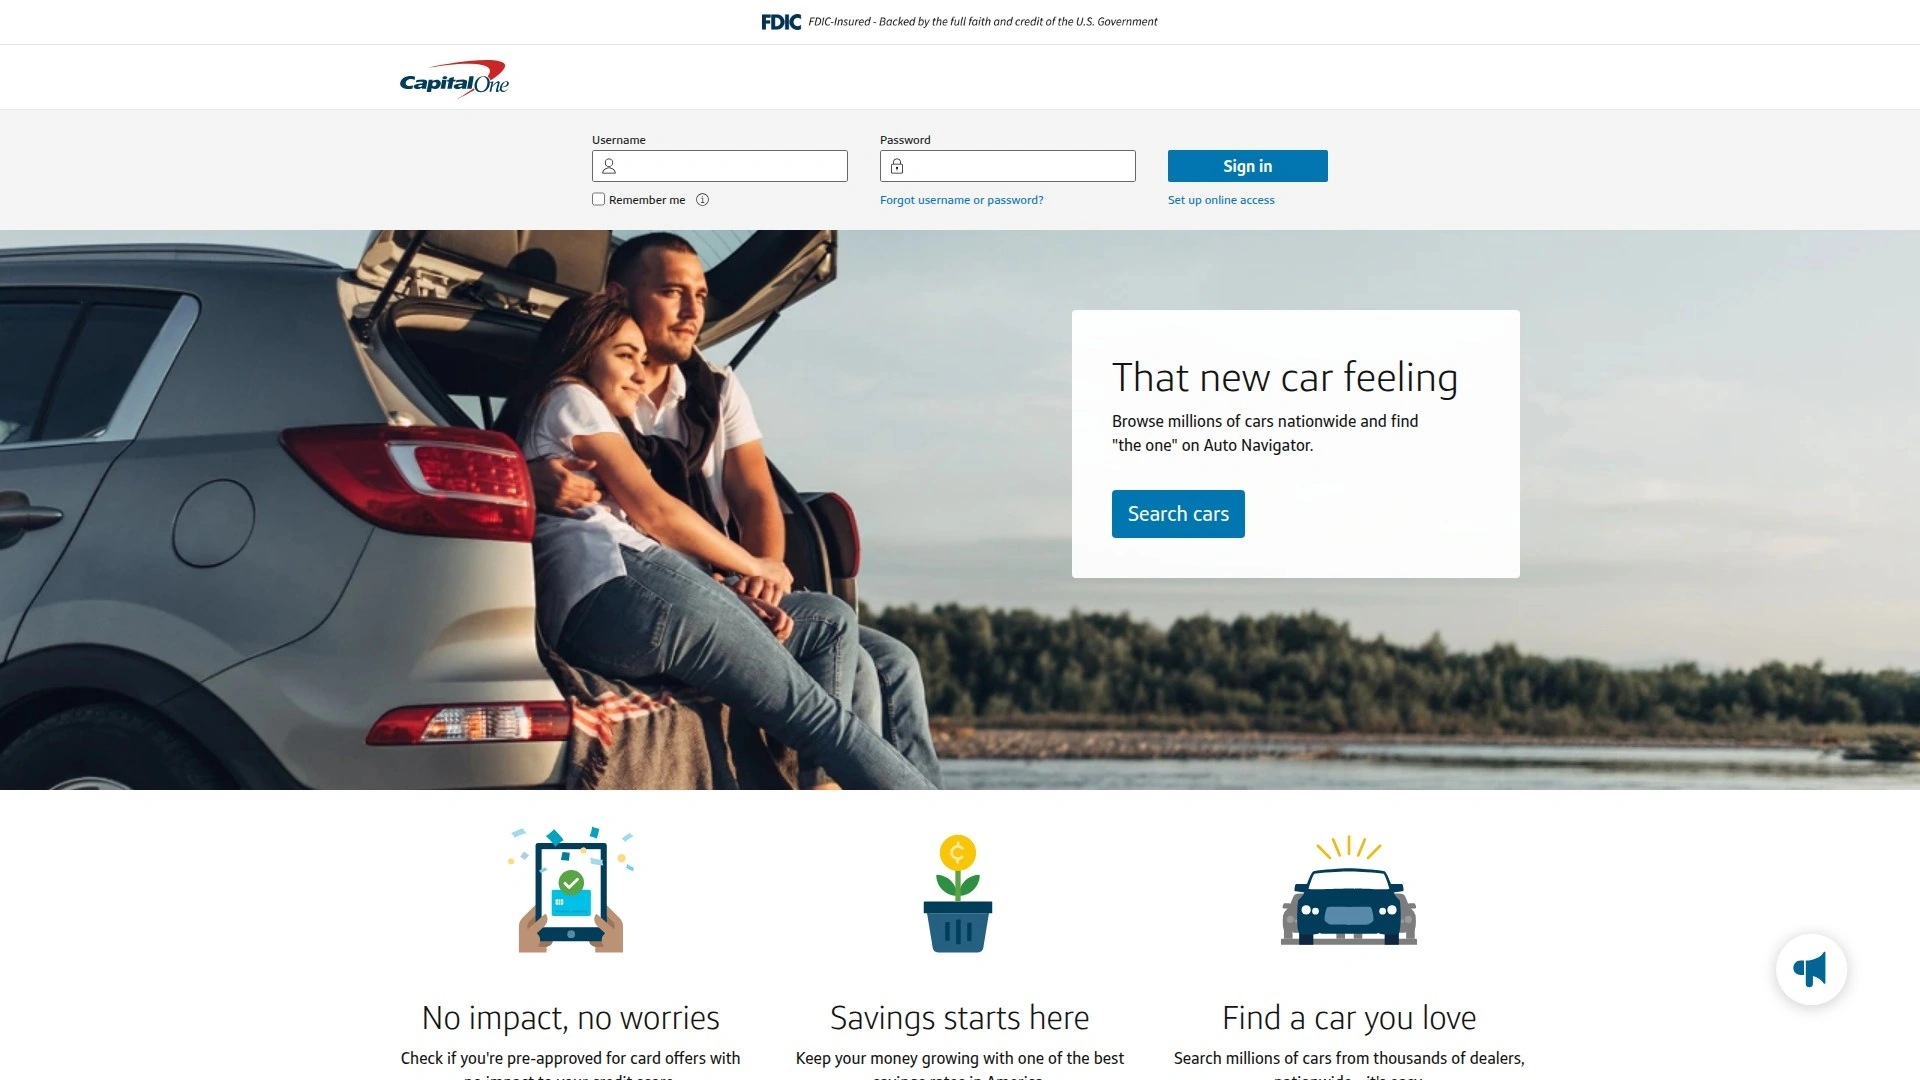 FDIC FDIC-Insured - Backed by the full faith and credit of the U.S. Government
Capital One
Username
Password
Sign in
Remember me
Forgot username or password?
Set up online access
That new car feeling
Browse millions of cars nationwide and find
"the one" on Auto Navigator.
Search cars
No impact, no worries
Check if you're pre-approved for card offers with
Savings starts here
Keep your money growing with one of the best
Find a car you love
Search millions of cars from thousands of dealers,